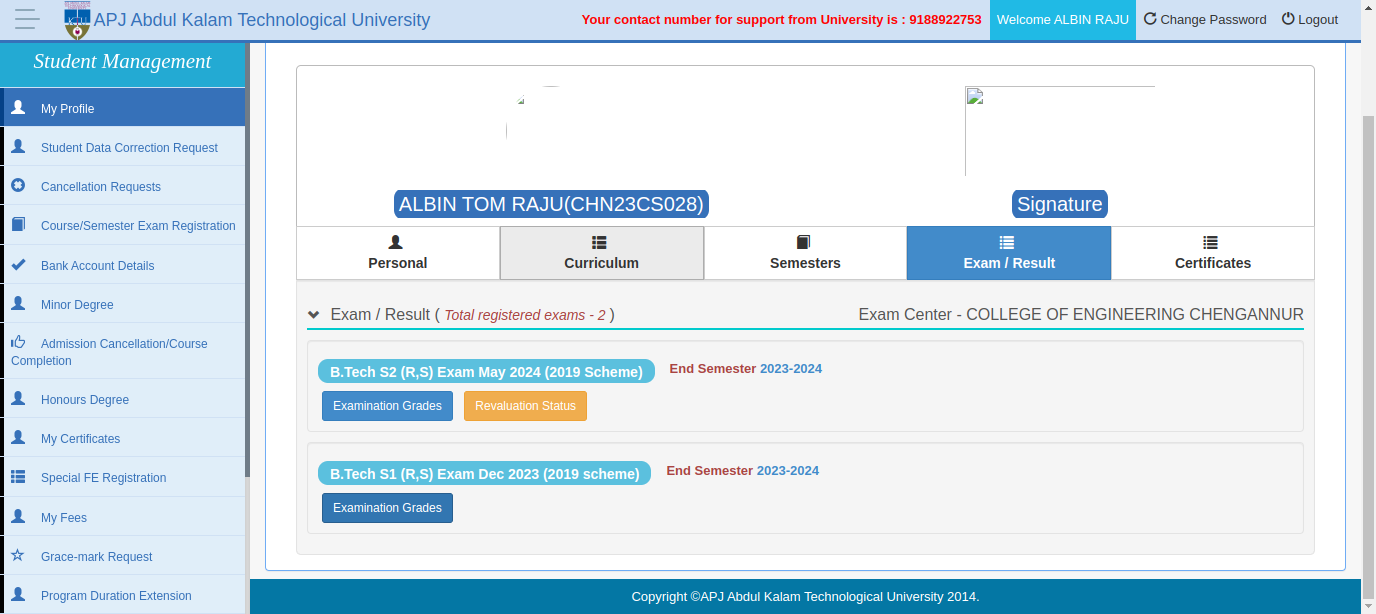 APJ Abdul Kalam Technological University
Your contact number for support from University is : 9188922753
Welcome ALBIN RAJU
Change Password
Logout
Student Management
My Profile
Student Data Correction Request
Cancellation Requests
Course/Semester Exam Registration
Bank Account Details
Minor Degree
Admission Cancellation/Course
Completion
Honours Degree
My Certificates
Special FE Registration
My Fees
Grace-mark Request
Program Duration Extension
ALBIN TOM RAJU(CHN23CS028)
Signature
Personal
Curriculum
Semesters
Exam / Result
Certificates
Exam / Result ( Total registered exams - 2 )
Exam Center - COLLEGE OF ENGINEERING CHENGANNUR
B.Tech S2 (R,S) Exam May 2024 (2019 Scheme)
End Semester 2023-2024
Examination Grades
Revaluation Status
B.Tech S1 (R,S) Exam Dec 2023 (2019 scheme)
End Semester 2023-2024
Examination Grades
Copyright ©APJ Abdul Kalam Technological University 2014.